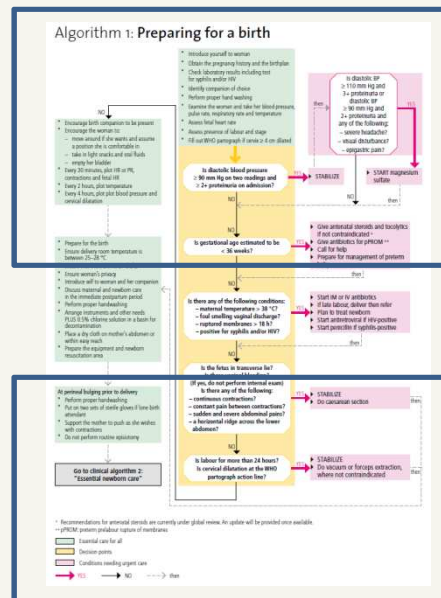 Algorithm 1: Preparing for a birth
Introduce yourself to woman
Obtain the pregnancy history and the birthplan
Check laboratory results including test
for syphilis and/or HIV
Identify companion of choice
Perform proper hand washing
Examine the woman and take her blood pressure,
pulse rate, respiratory rate and temperature
Assess fetal heart rate
Assess presence of labour and stage
Fill out WHO partograph if cervix ≥ 4 cm dilated
Is diastolic BP
≥ 110 mm Hg and
3+ proteinuria or
diastolic BP
≥ 90 mm Hg and
2+ proteinuria and
any of the following:
– severe headache?
– visual disturbance?
– epigastric pain?
then
YES
NO
Encourage birth companion to be present
Encourage the woman to:
– move around if she wants and assume
a position she is comfortable in
– take in light snacks and oral fluids
– empty her bladder
Every 30 minutes, plot HR or PR,
contractions and fetal HR
Every 2 hours, plot temperature
Every 4 hours, plot blood pressure and
cervical dilatation
Is diastolic blood pressure
≥ 90 mm Hg on two readings and
≥ 2+ proteinuria on admission?
YES
STABILIZE
START magnesium
sulfate
NO
then
NO
Is gestational age estimated to be
< 36 weeks?
YES
Give antenatal steroids and tocolytics
if not contraindicated *
Give antibiotics for pPROM **
Call for help
Prepare for management of preterm
Prepare for the birth
Ensure delivery room temperature is
between 25–28 °C
Ensure woman's privacy
Introduce self to woman and her companion
Discuss maternal and newborn care
in the immediate postpartum period
Perform proper handwashing
Arrange instruments and other needs
PLUS 0.5% chlorine solution in a basin for
decontamination
Place a dry cloth on mother's abdomen or
within easy reach
Prepare the equipment and newborn
resuscitation area
NO
then
Is there any of the following conditions:
– maternal temperature > 38 °C?
– foul smelling vaginal discharge?
– ruptured membranes > 18 h?
– positive for syphilis and/or HIV?
YES
Start IM or IV antibiotics
If late labour, deliver then refer
Plan to treat newborn
Start antiretroviral if HIV-positive
Start penicillin if syphilis-positive
NO
then
Is the fetus in transverse lie?
(If yes, do not perform internal exam)
Is there any of the following:
– continuous contractions?
– constant pain between contractions?
– sudden and severe abdominal pains?
– a horizontal ridge across the lower
abdomen?
YES
STABILIZE
Do caesarean section
At perineal bulging prior to delivery
Perform proper handwashing
Put on two sets of sterile gloves if lone birth
attendant
Support the mother to push as she wishes
with contractions
Do not perform routine episiotomy
NO
then
Go to clinical algorithm 2:
"Essential newborn care"
Is labour for more than 24 hours?
Is cervical dilatation at the WHO
partograph action line?
YES
STABILIZE
Do vacuum or forceps extraction,
where not contraindicated
NO
then
* Recommendations for antenatal steroids are currently under global review. An update will be provided once available.
** pPROM: preterm prelabour rupture of membranes
Essential care for all
Decision points
Conditions needing urgent care
YES
NO
then